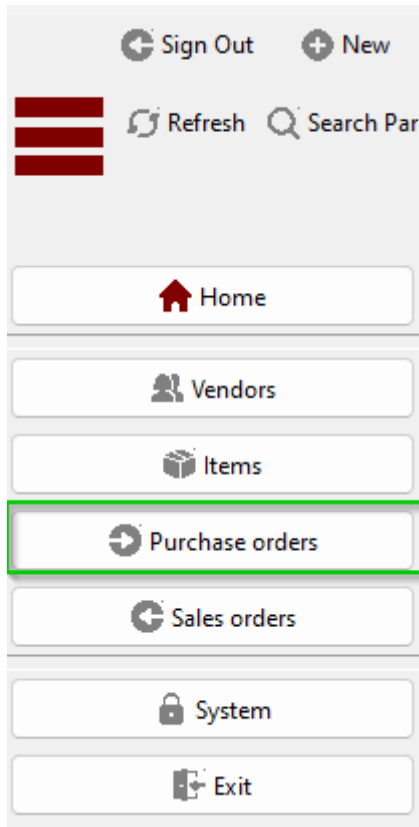 Sign Out New
Refresh Search Par
Home
Vendors
Items
Purchase orders
Sales orders
System
Exit